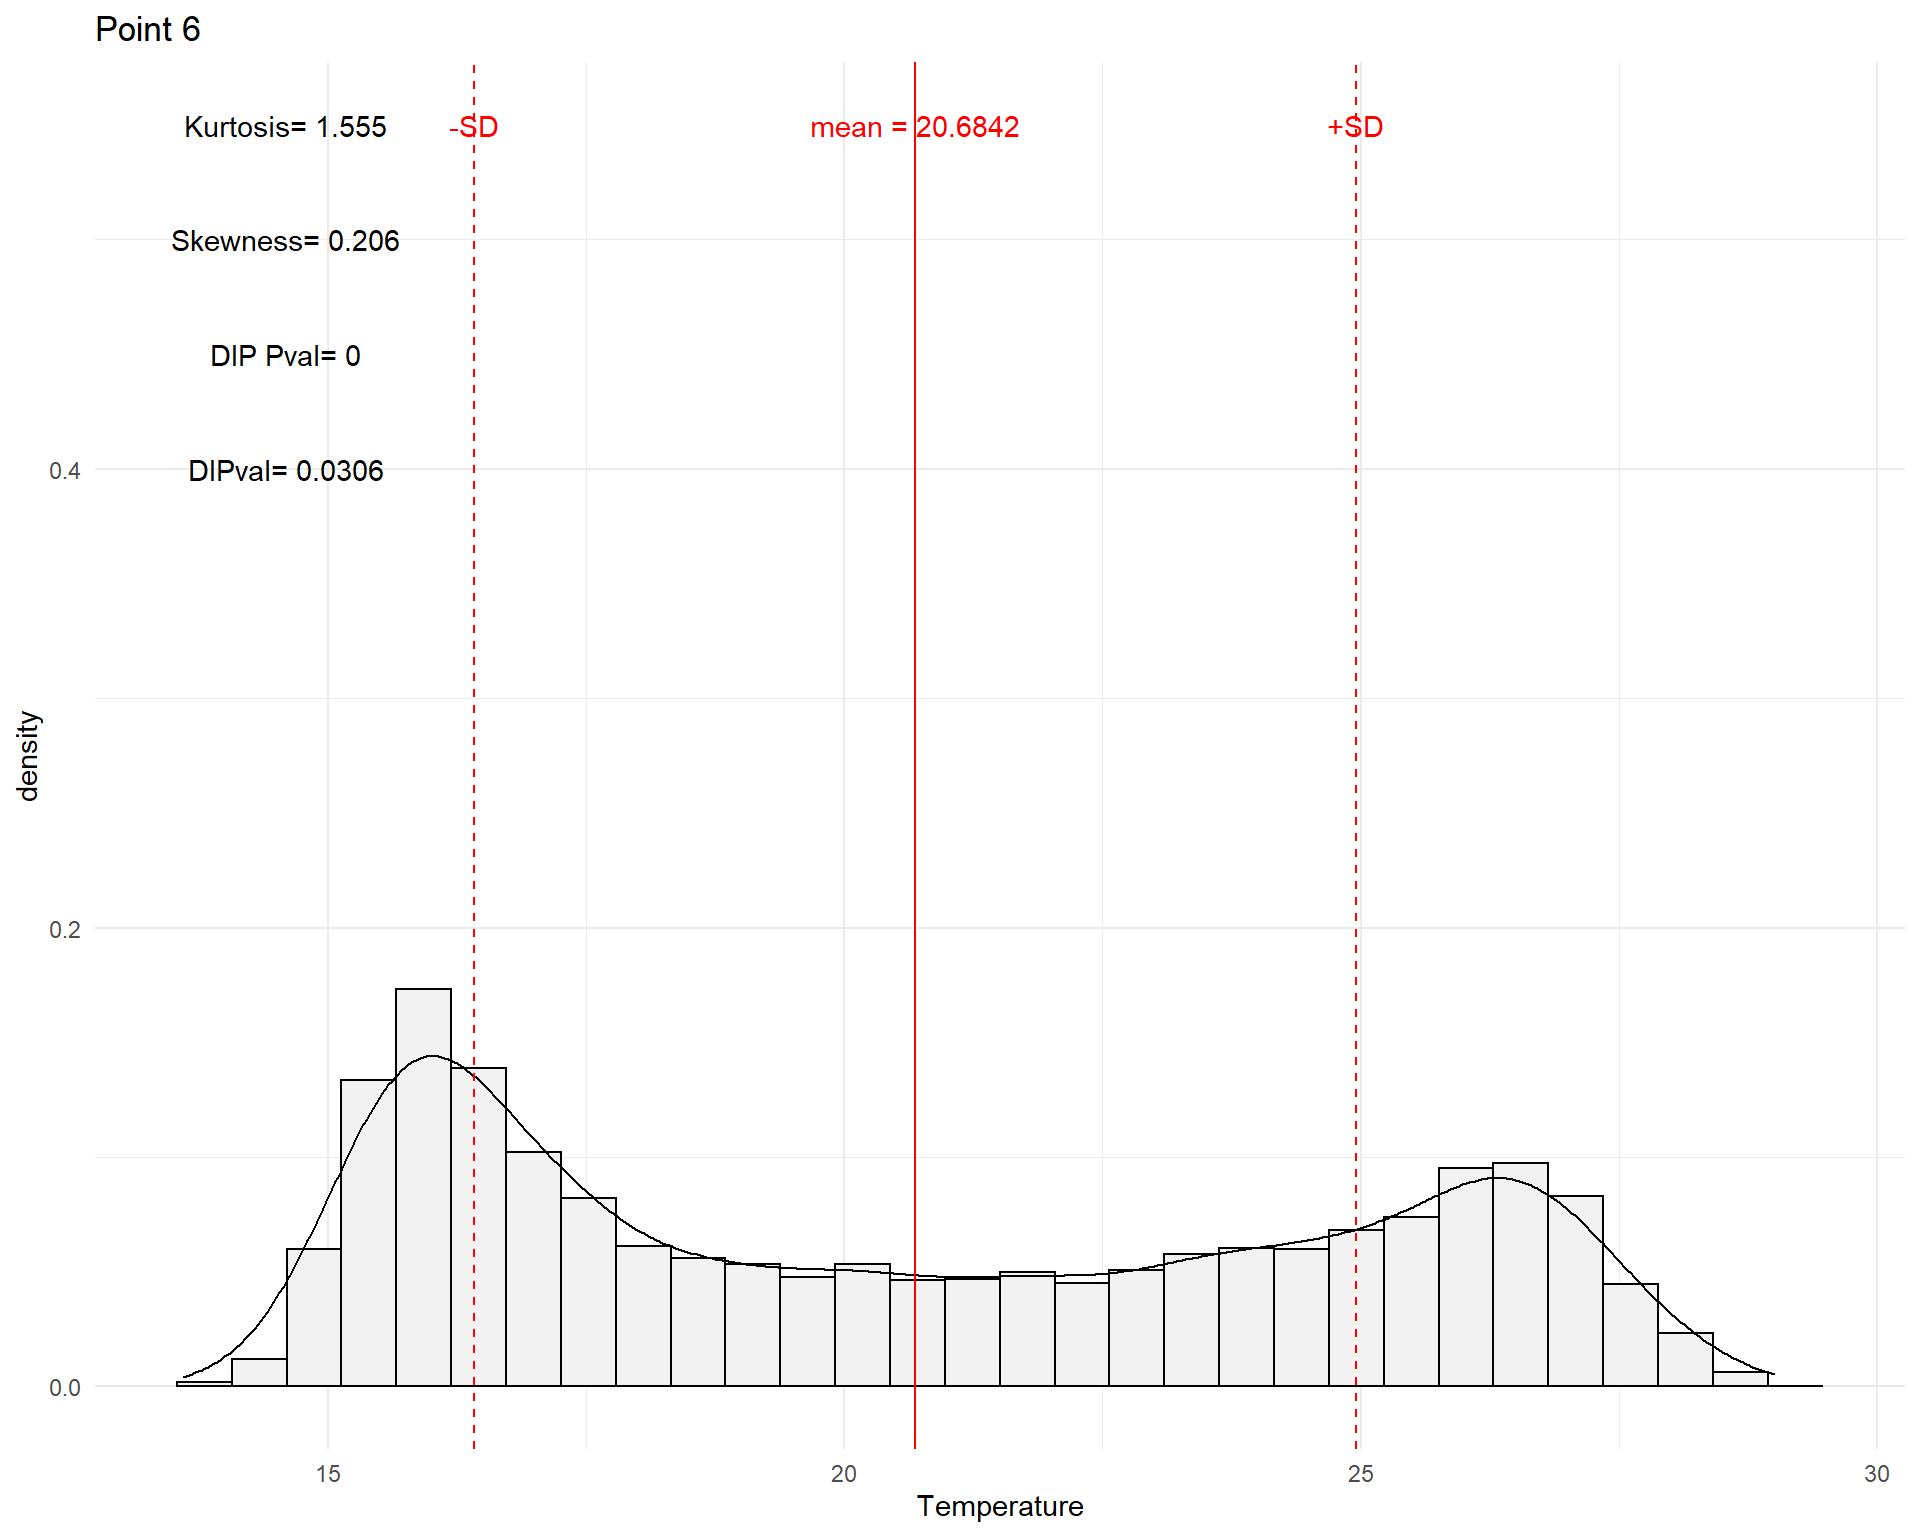 Point 6
Kurtosis= 1.555
-SD
mean = 20.6842
+SD
Skewness= 0.206
DIP Pval= 0
DIPval= 0.0306
0.4
0.2
0.0
density
15
20
25
30
Temperature